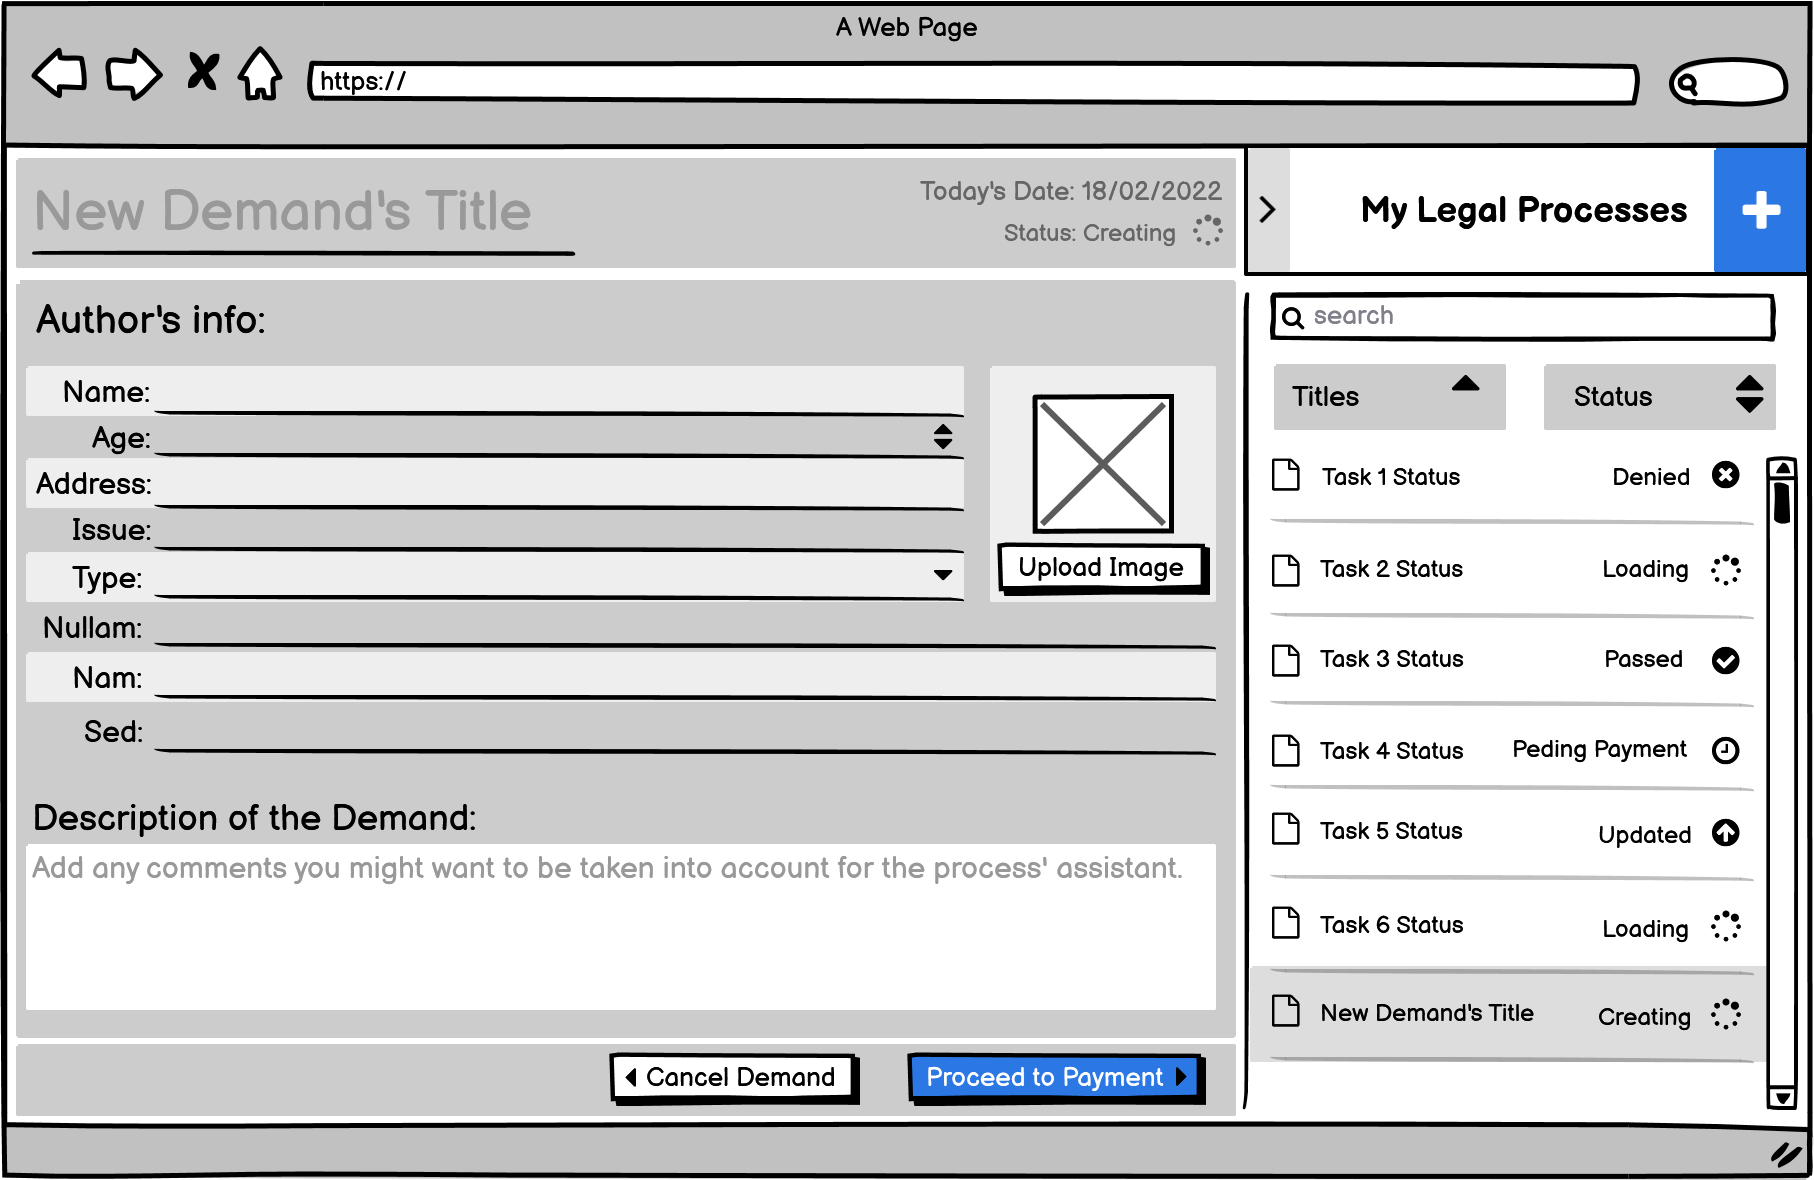 A Web Page
https://
New Demand's Title
Today's Date: 18/02/2022
Status: Creating
Author's info:
Name:
Age:
Address:
Issue:
Type:
Nullam:
Nam:
Sed:
Upload Image
Description of the Demand:
Add any comments you might want to be taken into account for the process' assistant.
Cancel Demand
Proceed to Payment
My Legal Processes
search
Titles
Status
Task 1 Status Denied
Task 2 Status Loading
Task 3 Status Passed
Task 4 Status Peding Payment
Task 5 Status Updated
Task 6 Status Loading
New Demand's Title Creating